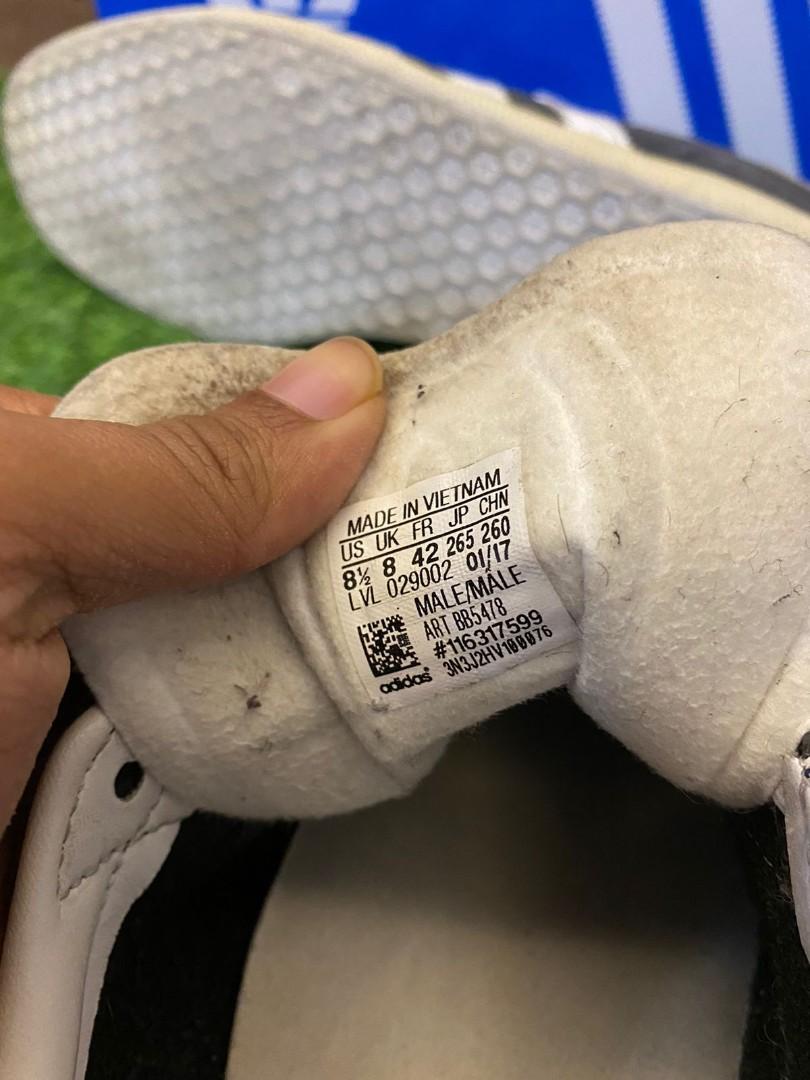 MADE IN VIETNAM
US UK FR JP CHN
8½ 8 42 265 260
LVL 029002 01/17
MALE/MÂLE
ART BB5478
#116317599
3N3J2HV100076
adidas®